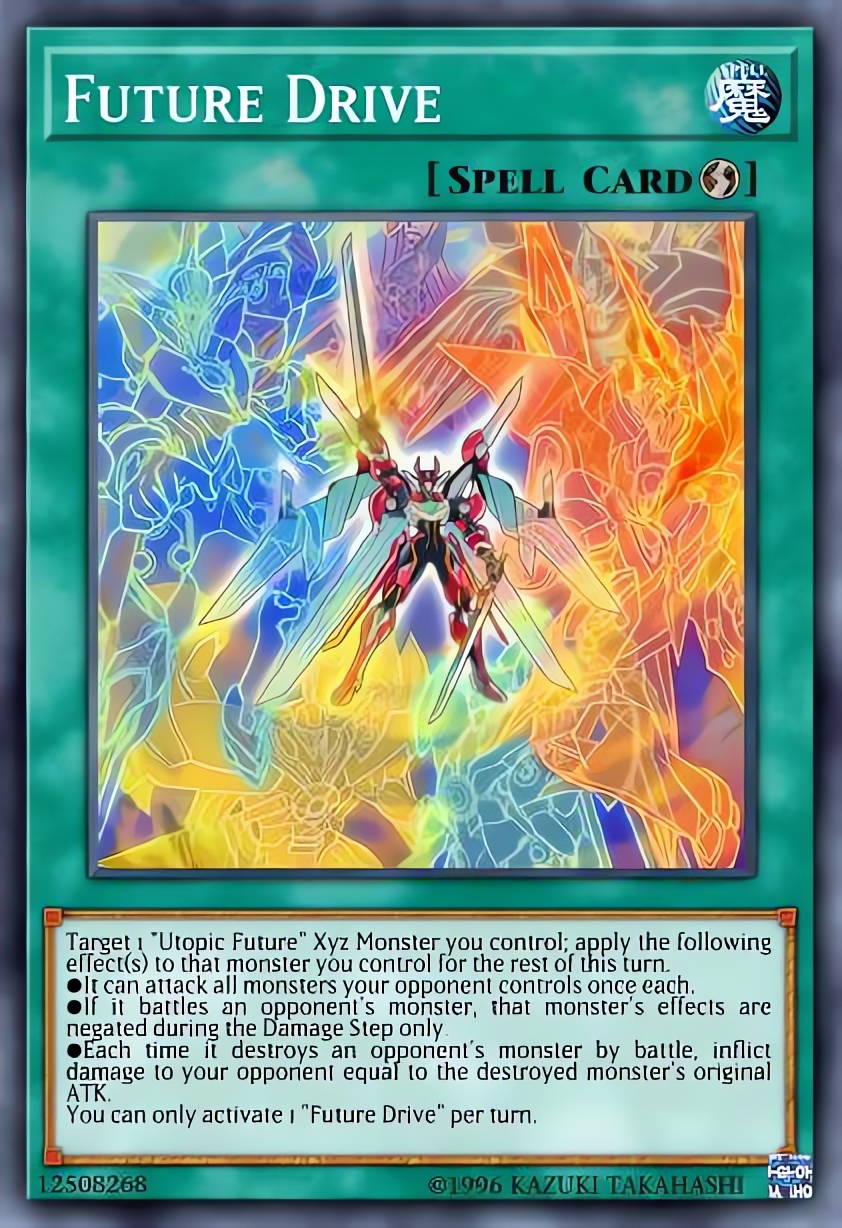 FUTURE DRIVE
魔
[SPELL CARD]
Target 1 "Utopic Future" Xyz Monster you control; apply the following
effect(s) to that monster you control for the rest of this turn.
●It can attack all monsters your opponent controls once each.
●If it battles an opponent's monster, that monster's effects are
negated during the Damage Step only.
●Each time it destroys an opponent's monster by battle, inflict
damage to your opponent equal to the destroyed monster's original
ATK.
You can only activate 1 "Future Drive" per turn.
12508268 ©1996 KAZUKI TAKAHASHI